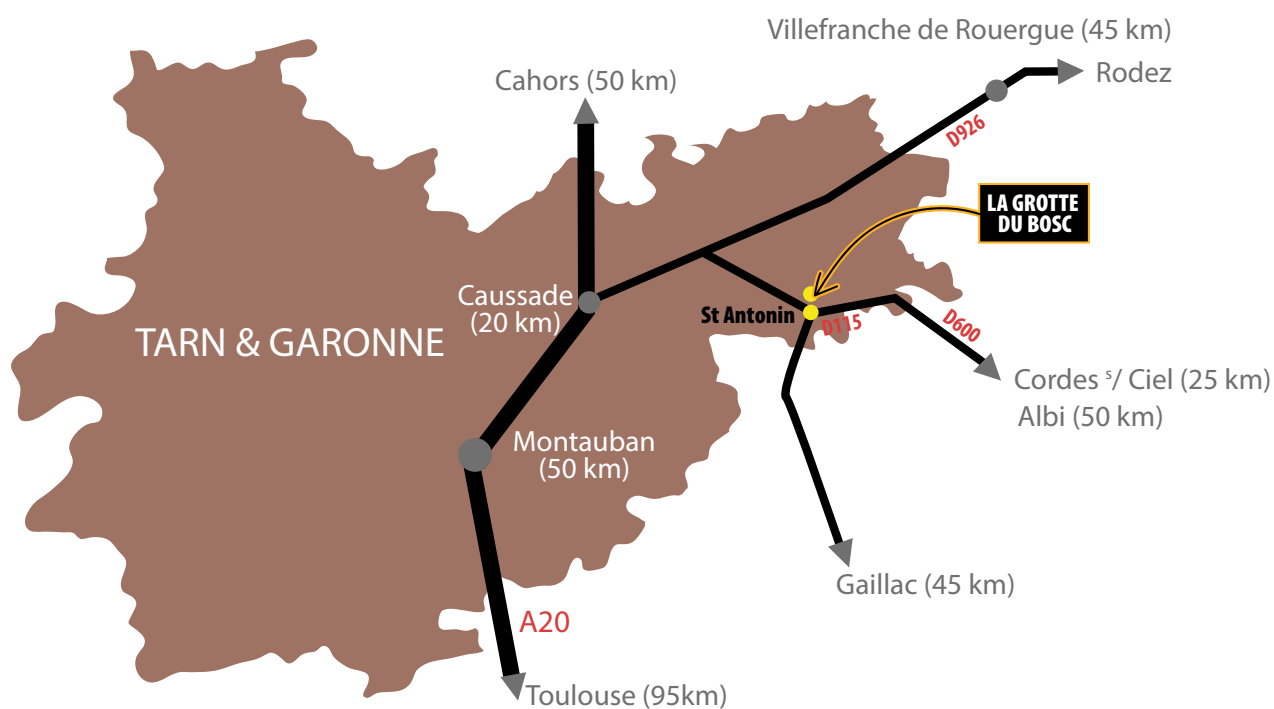 Villefranche de Rouergue (45 km)
Rodez
Cahors (50 km)
D926
LA GROTTE
DU BOSC
Caussade
(20 km)
St Antonin
D115
D600
TARN & GARONNE
Cordes s/ Ciel (25 km)
Albi (50 km)
Montauban
(50 km)
Gaillac (45 km)
A20
Toulouse (95km)